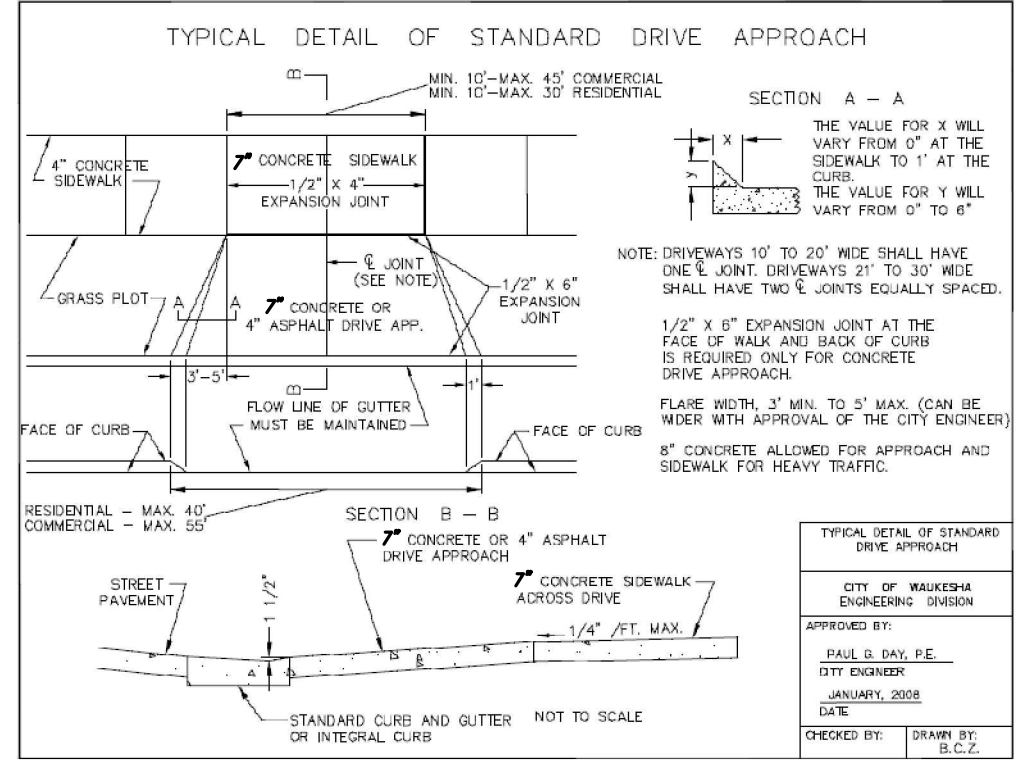 TYPICAL DETAIL OF STANDARD DRIVE APPROACH
B
MIN. 10'-MAX. 45' COMMERCIAL
MIN. 10'-MAX. 30' RESIDENTIAL
SECTION A - A
X
Y
THE VALUE FOR X WILL
VARY FROM 0" AT THE
SIDEWALK TO 1' AT THE
CURB.
THE VALUE FOR Y WILL
VARY FROM 0" TO 6"
4" CONCRETE
SIDEWALK
7" CONCRETE SIDEWALK
1/2" X 4"
EXPANSION JOINT
℄ JOINT
(SEE NOTE)
GRASS PLOT
A A
7" CONCRETE OR
4" ASPHALT DRIVE APP.
1/2" X 6"
EXPANSION
JOINT
NOTE: DRIVEWAYS 10' TO 20' WIDE SHALL HAVE
ONE ℄ JOINT. DRIVEWAYS 21' TO 30' WIDE
SHALL HAVE TWO ℄ JOINTS EQUALLY SPACED.
1/2" X 6" EXPANSION JOINT AT THE
FACE OF WALK AND BACK OF CURB
IS REQUIRED ONLY FOR CONCRETE
DRIVE APPROACH.
FLARE WIDTH, 3' MIN. TO 5' MAX. (CAN BE
WIDER WITH APPROVAL OF THE CITY ENGINEER)
8" CONCRETE ALLOWED FOR APPROACH AND
SIDEWALK FOR HEAVY TRAFFIC.
3'-5'
B
1'
FLOW LINE OF GUTTER
MUST BE MAINTAINED
FACE OF CURB
FACE OF CURB
RESIDENTIAL - MAX. 40'
COMMERCIAL - MAX. 55'
SECTION B - B
7" CONCRETE OR 4" ASPHALT
DRIVE APPROACH
STREET
PAVEMENT
1 1/2"
7" CONCRETE SIDEWALK
ACROSS DRIVE
1/4" /FT. MAX.
STANDARD CURB AND GUTTER
OR INTEGRAL CURB
NOT TO SCALE
TYPICAL DETAIL OF STANDARD
DRIVE APPROACH
CITY OF WAUKESHA
ENGINEERING DIVISION
APPROVED BY:
PAUL G. DAY, P.E.
CITY ENGINEER
JANUARY, 2008
DATE
CHECKED BY:
DRAWN BY:
B.C.Z.